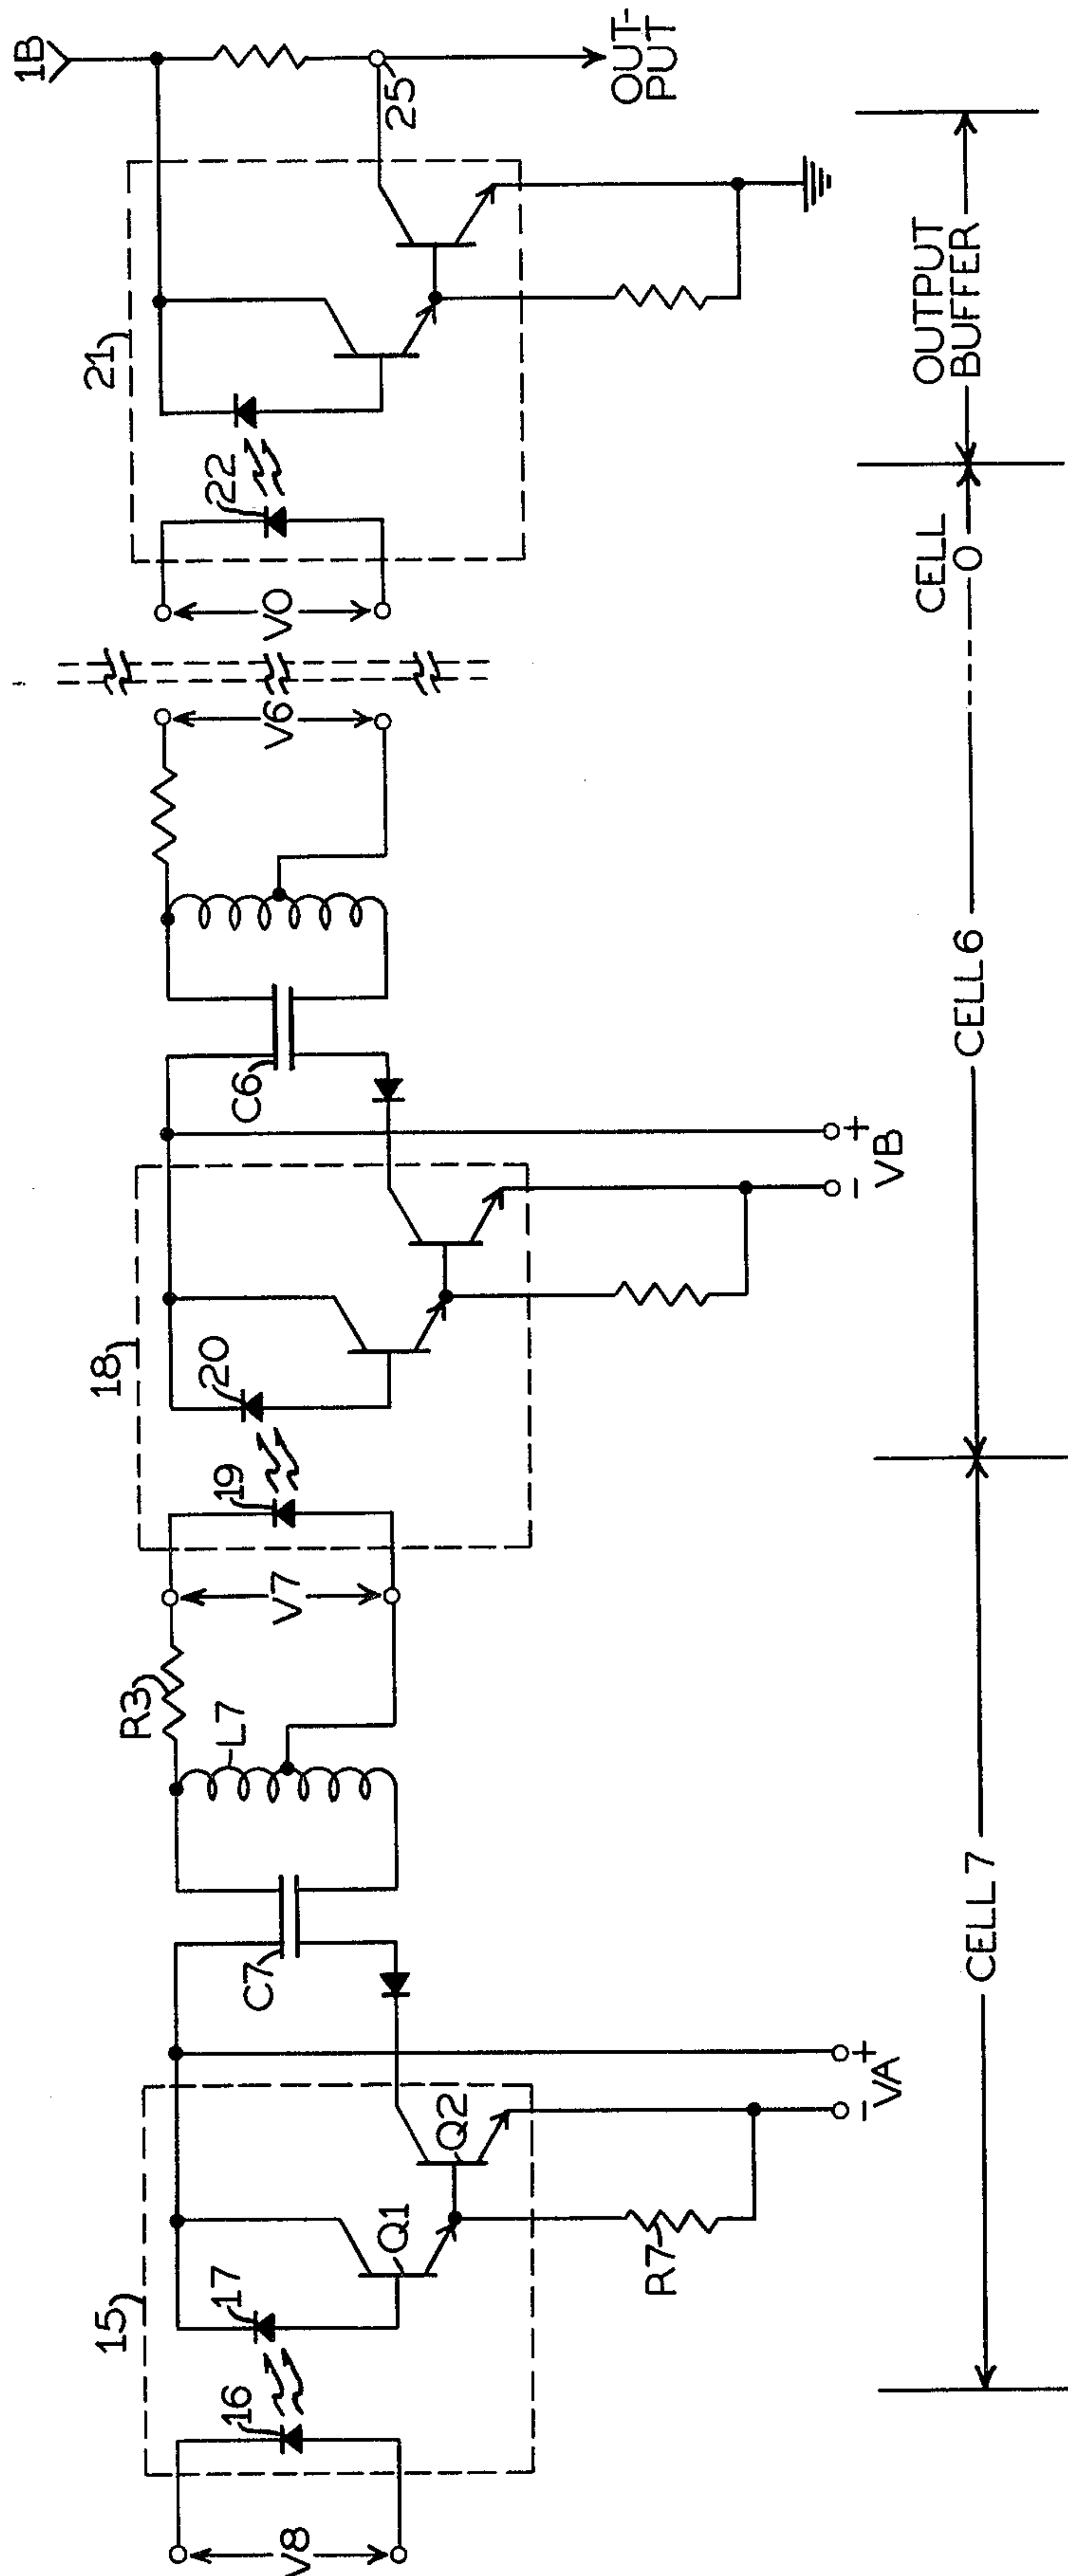 V8
15
16
17
Q1
Q2
R7
VA
−
+
C7
L7
R3
V7
18
19
20
VB
−
+
C6
V6
V0
21
22
25
1B
OUT-
PUT
CELL 7
CELL 6
CELL
0
OUTPUT
BUFFER